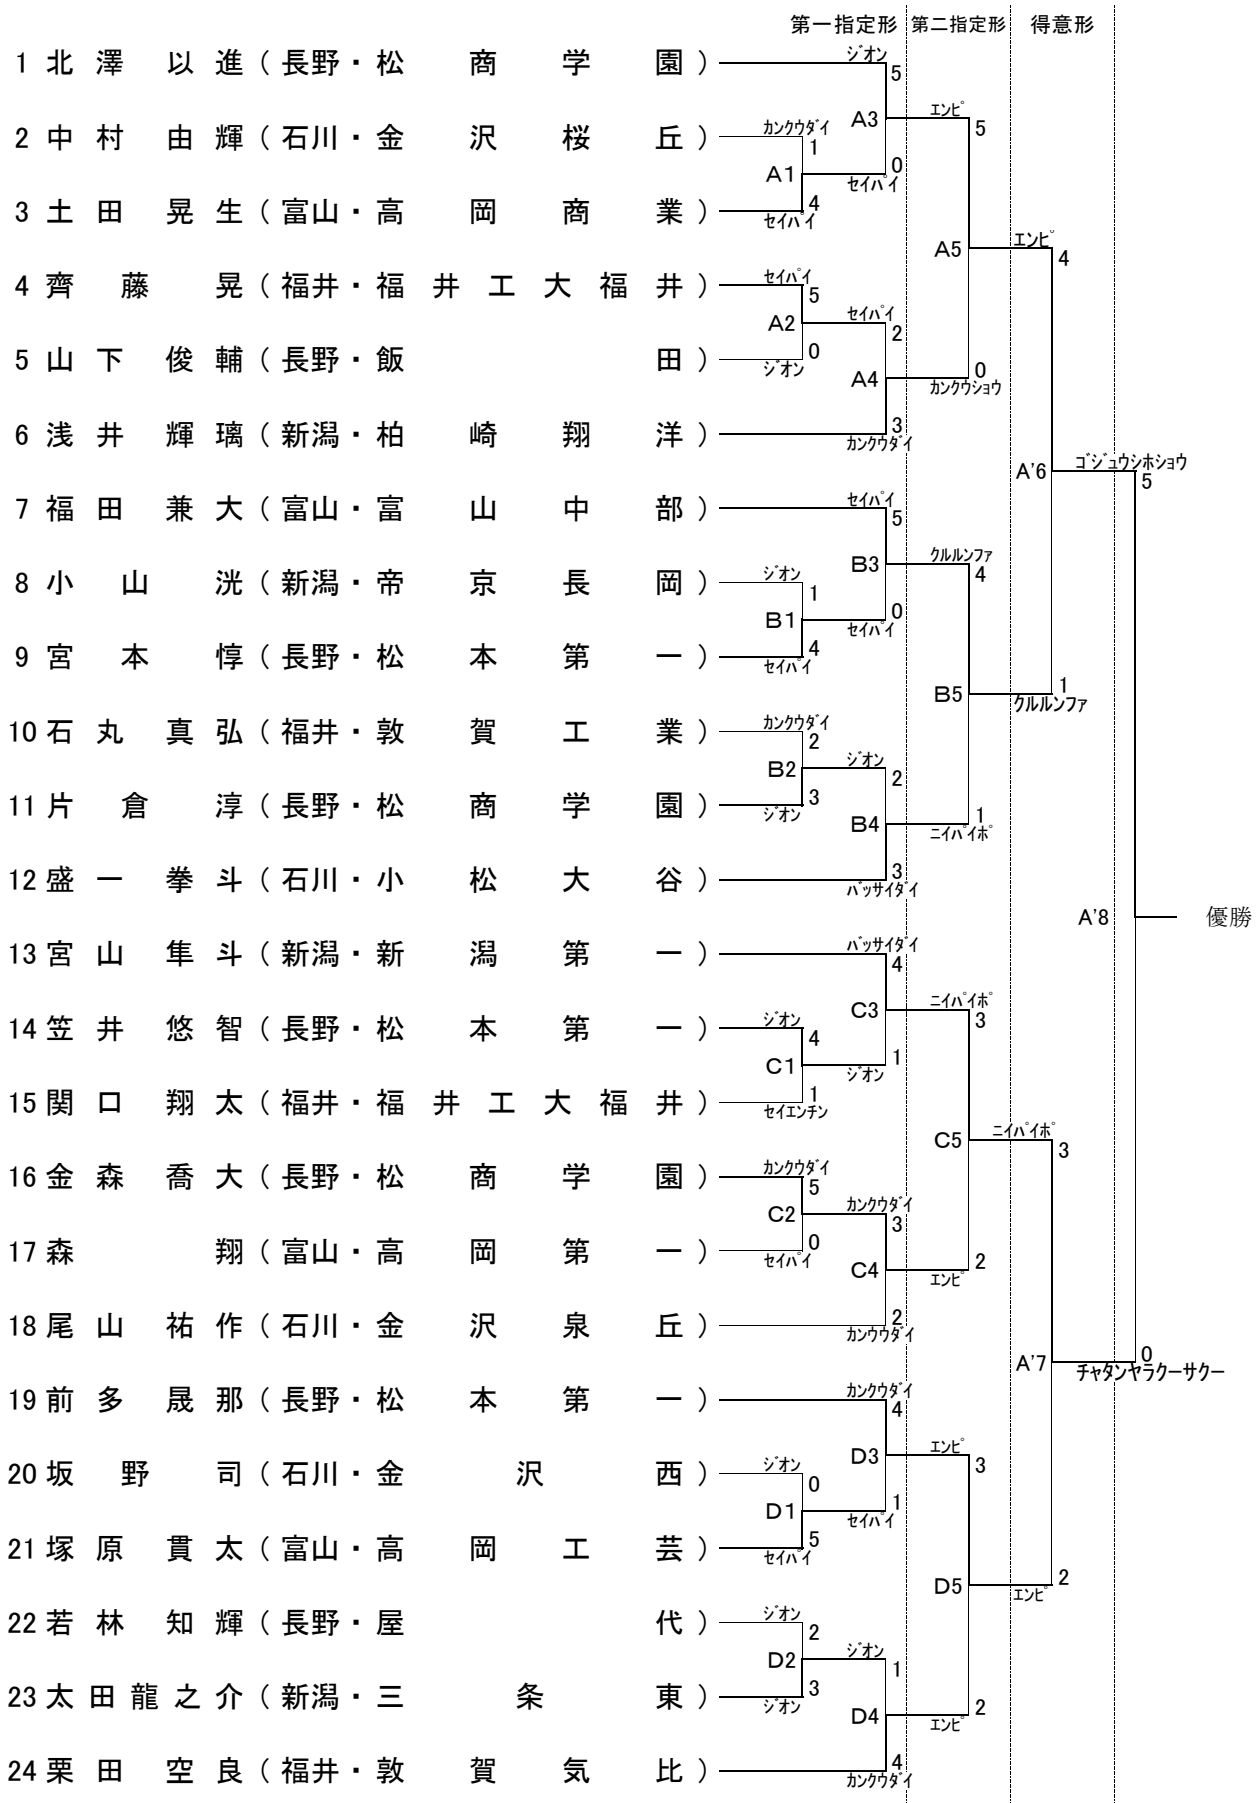 第一指定形 第二指定形 得意形
1 北澤 以進 ( 長野・松商学園 ) ジオン 5
A3 エンピ 5
2 中村 由輝 ( 石川・金沢桜丘 ) カンクウダイ 1
A1 セイパイ 0
3 土田 晃生 ( 富山・高岡商業 ) セイパイ 4
A5 エンピ 4
4 齊藤 晃 ( 福井・福井工大福井 ) セイパイ 5
A2 セイパイ 2
5 山下 俊輔 ( 長野・飯田 ) ジオン 0
A4 カンクウショウ 0
6 浅井 輝璃 ( 新潟・柏崎翔洋 ) カンクウダイ 3
A'6 ゴジュウシホショウ 5
7 福田 兼大 ( 富山・富山中部 ) セイパイ 5
B3 クルルンファ 4
8 小山 洸 ( 新潟・帝京長岡 ) ジオン 1
B1 セイパイ 0
9 宮本 惇 ( 長野・松本第一 ) セイパイ 4
B5 クルルンファ 1
10 石丸 真弘 ( 福井・敦賀工業 ) カンクウダイ 2
B2 ジオン 2
11 片倉 淳 ( 長野・松商学園 ) ジオン 3
B4 ニイパイポ 1
12 盛一 拳斗 ( 石川・小松大谷 ) バッサイダイ 3
A'8 優勝
13 宮山 隼斗 ( 新潟・新潟第一 ) バッサイダイ 4
C3 ニイパイポ 3
14 笠井 悠智 ( 長野・松本第一 ) ジオン 4
C1 ジオン 1
15 関口 翔太 ( 福井・福井工大福井 ) セイエンチン 1
C5 ニイパイポ 3
16 金森 喬大 ( 長野・松商学園 ) カンクウダイ 5
C2 カンクウダイ 3
17 森 翔 ( 富山・高岡第一 ) セイパイ 0
C4 エンピ 2
18 尾山 祐作 ( 石川・金沢泉丘 ) カンウウダイ 2
A'7 チャタンヤラクーサクー 0
19 前多 晟那 ( 長野・松本第一 ) カンクウダイ 4
D3 エンピ 3
20 坂野 司 ( 石川・金沢西 ) ジオン 0
D1 セイパイ 1
21 塚原 貫太 ( 富山・高岡工芸 ) セイパイ 5
D5 エンピ 2
22 若林 知輝 ( 長野・屋代 ) ジオン 2
D2 ジオン 1
23 太田 龍之介 ( 新潟・三条東 ) ジオン 3
D4 エンピ 2
24 栗田 空良 ( 福井・敦賀気比 ) カンクウダイ 4